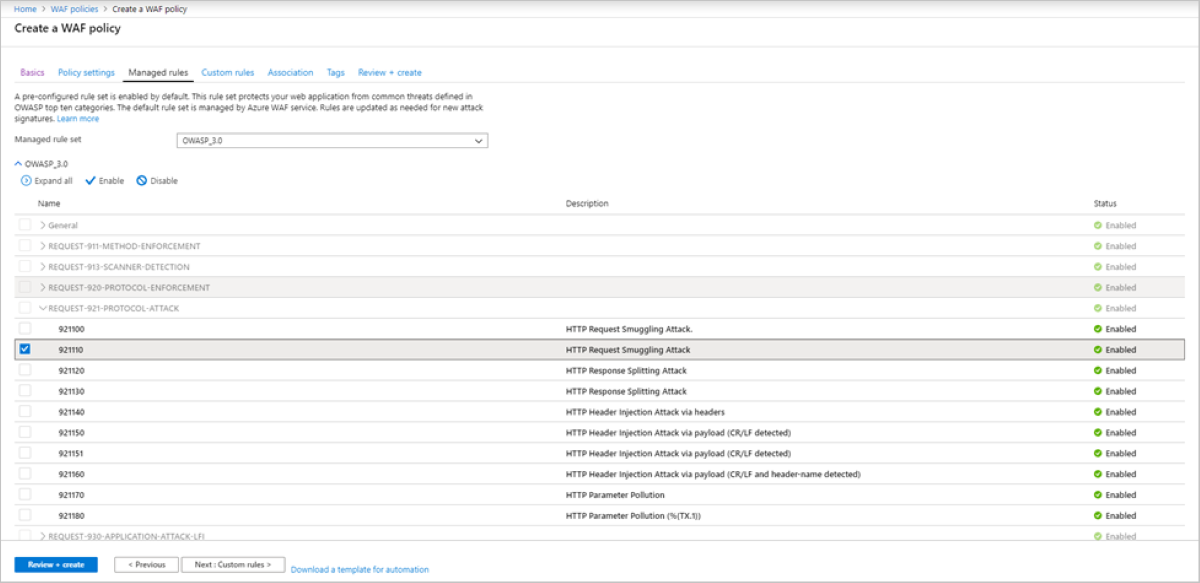 Home > WAF policies > Create a WAF policy
Create a WAF policy
Basics Policy settings Managed rules Custom rules Association Tags Review + create
A pre-configured rule set is enabled by default. This rule set protects your web application from common threats defined in
OWASP top ten categories. The default rule set is managed by Azure WAF service. Rules are updated as needed for new attack
signatures. Learn more
Managed rule set OWASP_3.0
OWASP_3.0
Expand all Enable Disable
Name Description Status
General Enabled
REQUEST-911-METHOD-ENFORCEMENT Enabled
REQUEST-913-SCANNER-DETECTION Enabled
REQUEST-920-PROTOCOL-ENFORCEMENT Enabled
REQUEST-921-PROTOCOL-ATTACK Enabled
921100 HTTP Request Smuggling Attack. Enabled
921110 HTTP Request Smuggling Attack Enabled
921120 HTTP Response Splitting Attack Enabled
921130 HTTP Response Splitting Attack Enabled
921140 HTTP Header Injection Attack via headers Enabled
921150 HTTP Header Injection Attack via payload (CR/LF detected) Enabled
921151 HTTP Header Injection Attack via payload (CR/LF detected) Enabled
921160 HTTP Header Injection Attack via payload (CR/LF and header-name detected) Enabled
921170 HTTP Parameter Pollution Enabled
921180 HTTP Parameter Pollution (%(TX.1)) Enabled
REQUEST-930-APPLICATION-ATTACK-LFI Enabled
Review + create < Previous Next : Custom rules > Download a template for automation